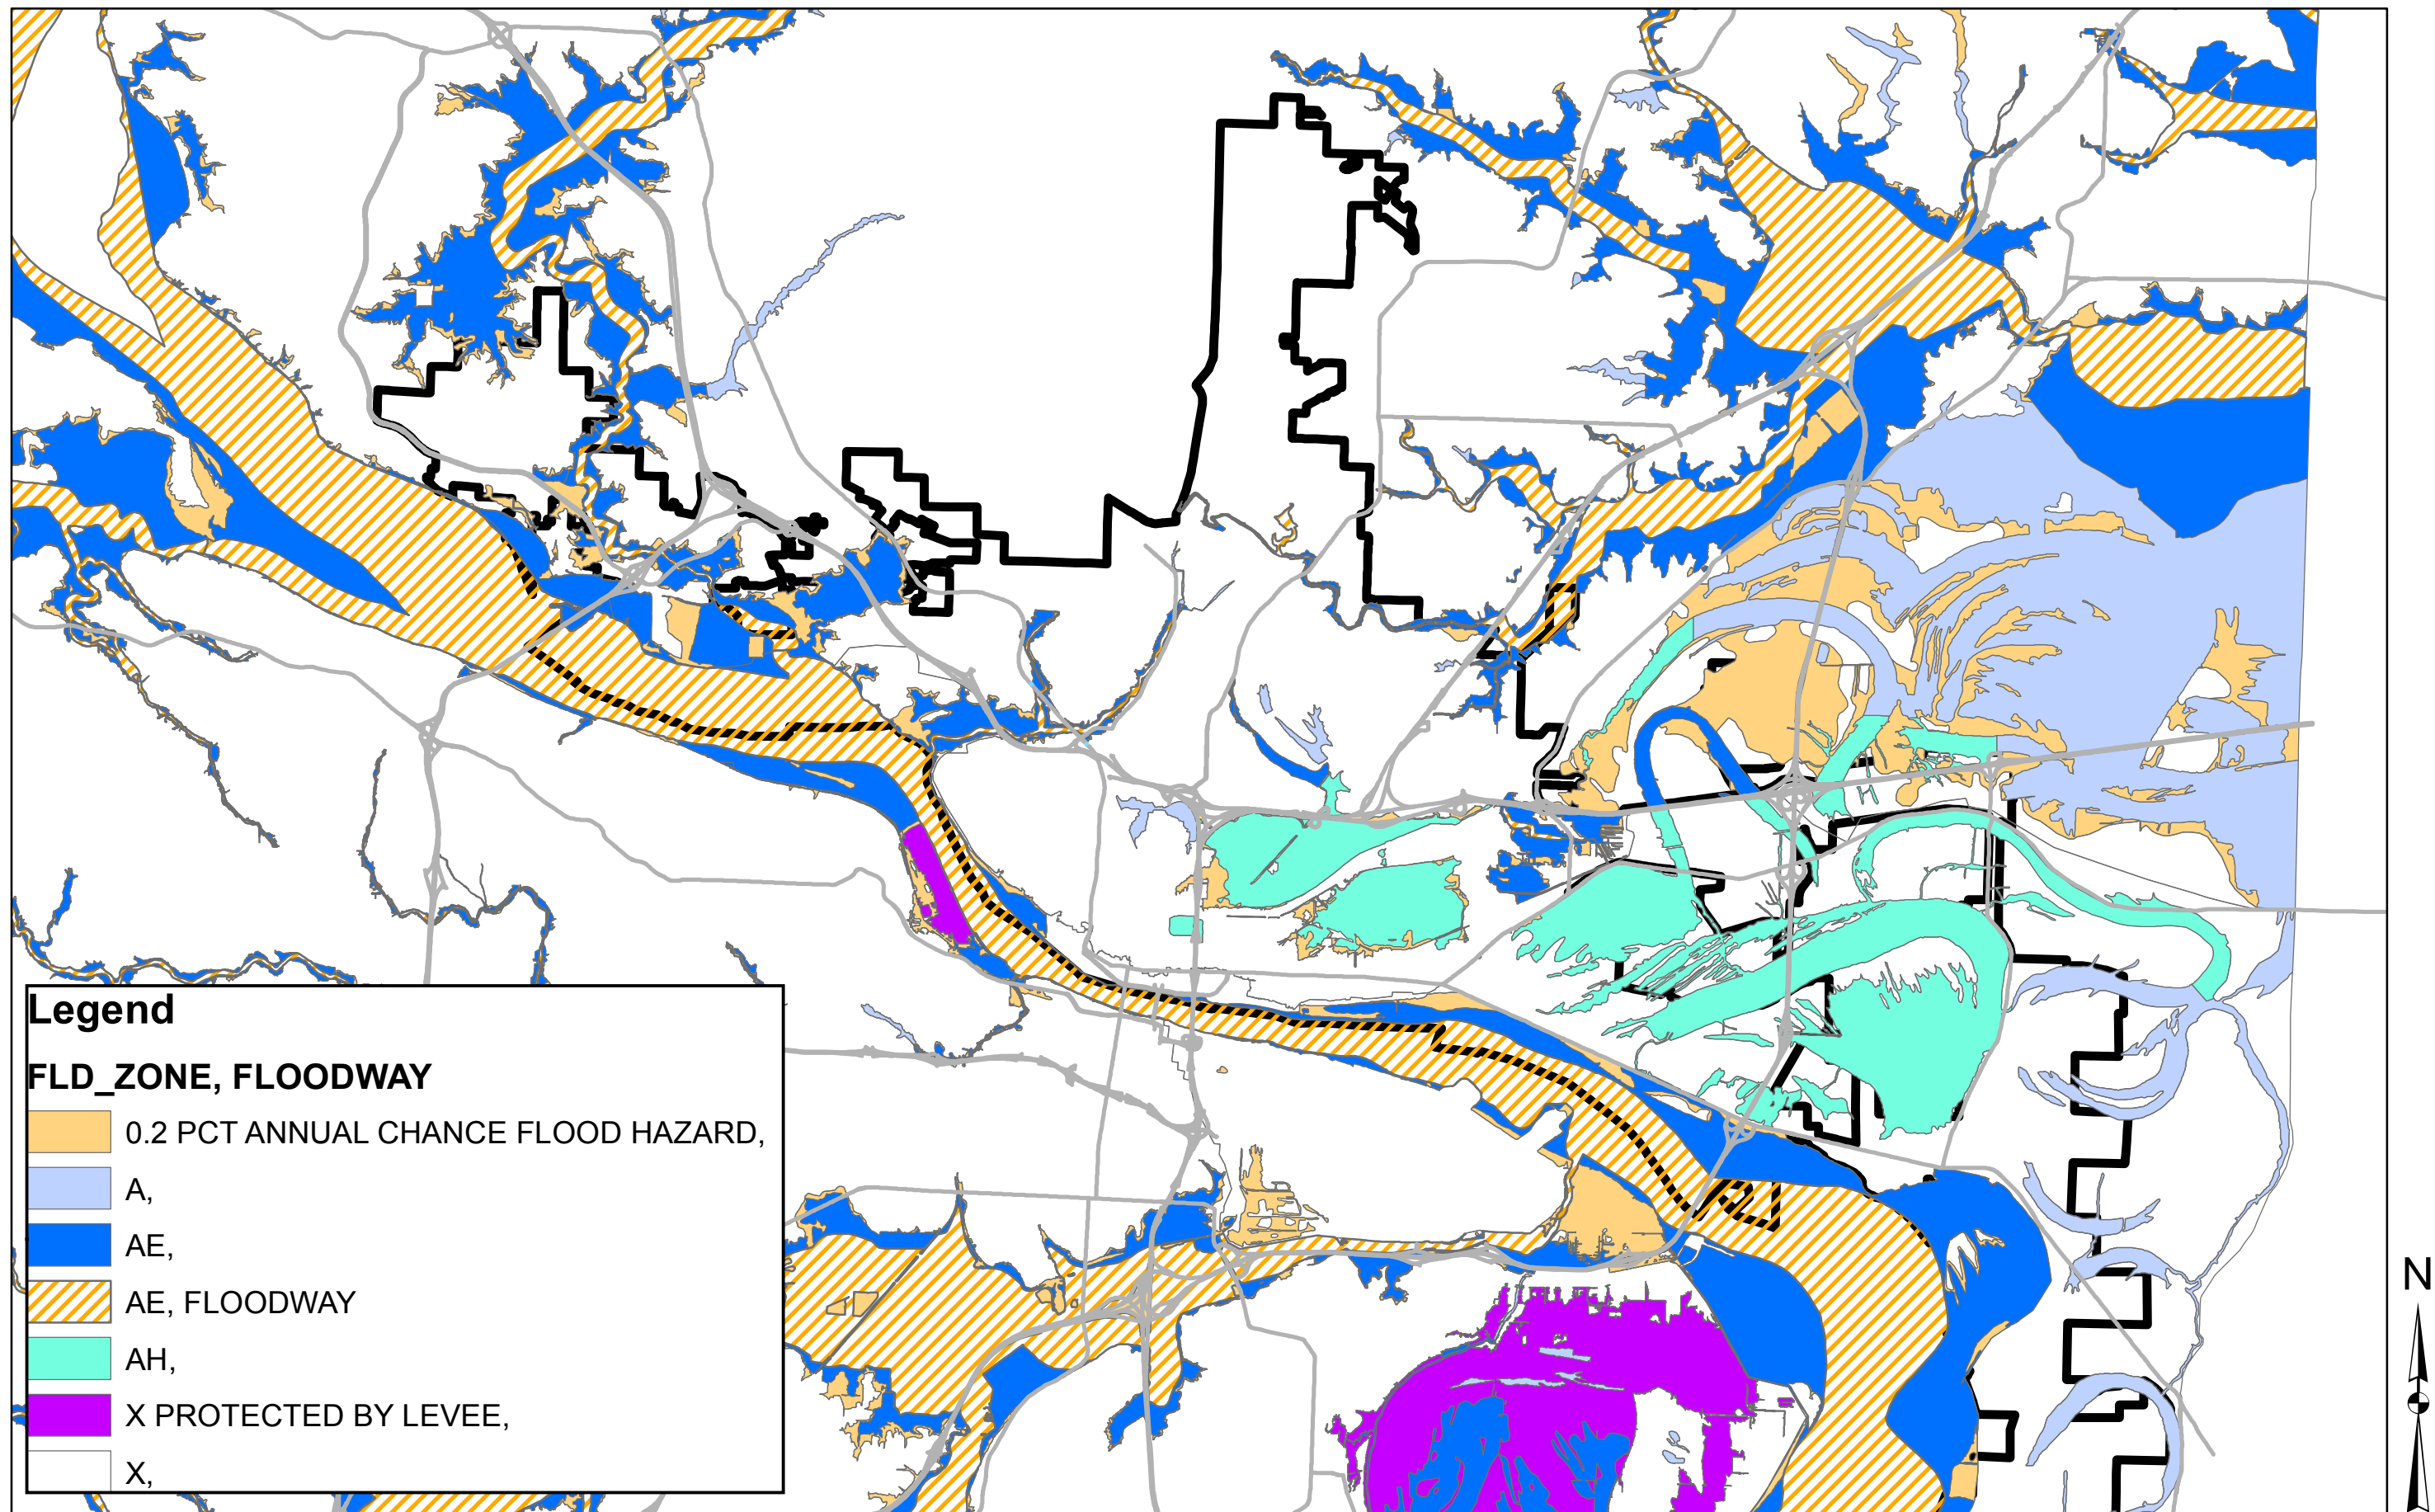 Legend
FLD_ZONE, FLOODWAY
0.2 PCT ANNUAL CHANCE FLOOD HAZARD,
A,
AE,
AE, FLOODWAY
AH,
X PROTECTED BY LEVEE,
X,
N